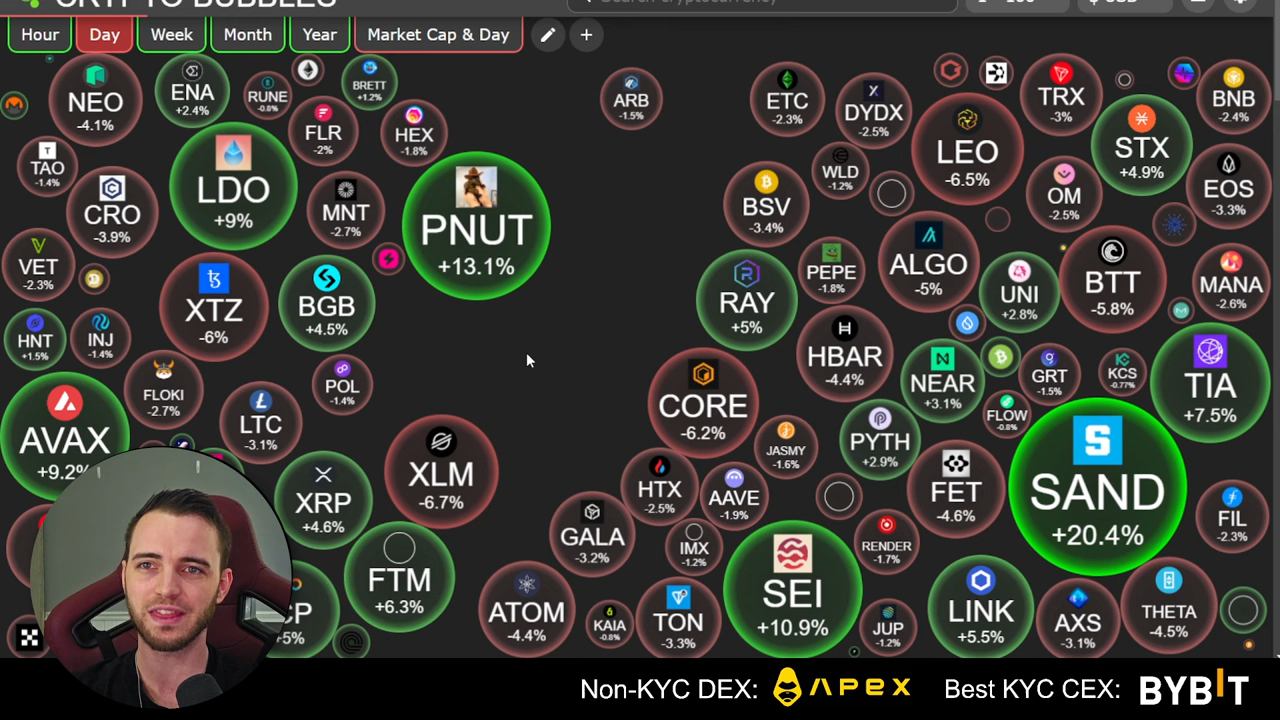 CRYPTO BUBBLES
Search cryptocurrency
1 - 100
$ USD
Hour
Day
Week
Month
Year
Market Cap & Day
+
NEO
-4.1%
ENA
+2.4%
RUNE
-0.8%
BRETT
+1.2%
FLR
-2%
HEX
-1.8%
ARB
-1.5%
ETC
-2.3%
DYDX
-2.5%
LEO
-6.5%
TRX
-3%
STX
+4.9%
BNB
-2.4%
TAO
-1.4%
LDO
+9%
CRO
-3.9%
MNT
-2.7%
PNUT
+13.1%
WLD
-1.2%
BSV
-3.4%
OM
-2.5%
EOS
-3.3%
VET
-2.3%
XTZ
-6%
BGB
+4.5%
RAY
+5%
PEPE
-1.8%
ALGO
-5%
UNI
+2.8%
BTT
-5.8%
MANA
-2.6%
HNT
+1.5%
INJ
-1.4%
FLOKI
-2.7%
POL
-1.4%
HBAR
-4.4%
NEAR
+3.1%
GRT
-1.5%
KCS
-0.77%
TIA
+7.5%
AVAX
+9.2%
LTC
-3.1%
CORE
-6.2%
JASMY
-1.6%
PYTH
+2.9%
FLOW
-0.8%
XRP
+4.6%
XLM
-6.7%
HTX
-2.5%
AAVE
-1.9%
FET
-4.6%
SAND
+20.4%
FIL
-2.3%
FTM
+6.3%
GALA
-3.2%
IMX
-1.2%
RENDER
-1.7%
CP
+5%
ATOM
-4.4%
KAIA
-0.8%
TON
-3.3%
SEI
+10.9%
JUP
-1.2%
LINK
+5.5%
AXS
-3.1%
THETA
-4.5%
Non-KYC DEX: APEX Best KYC CEX: BYBIT